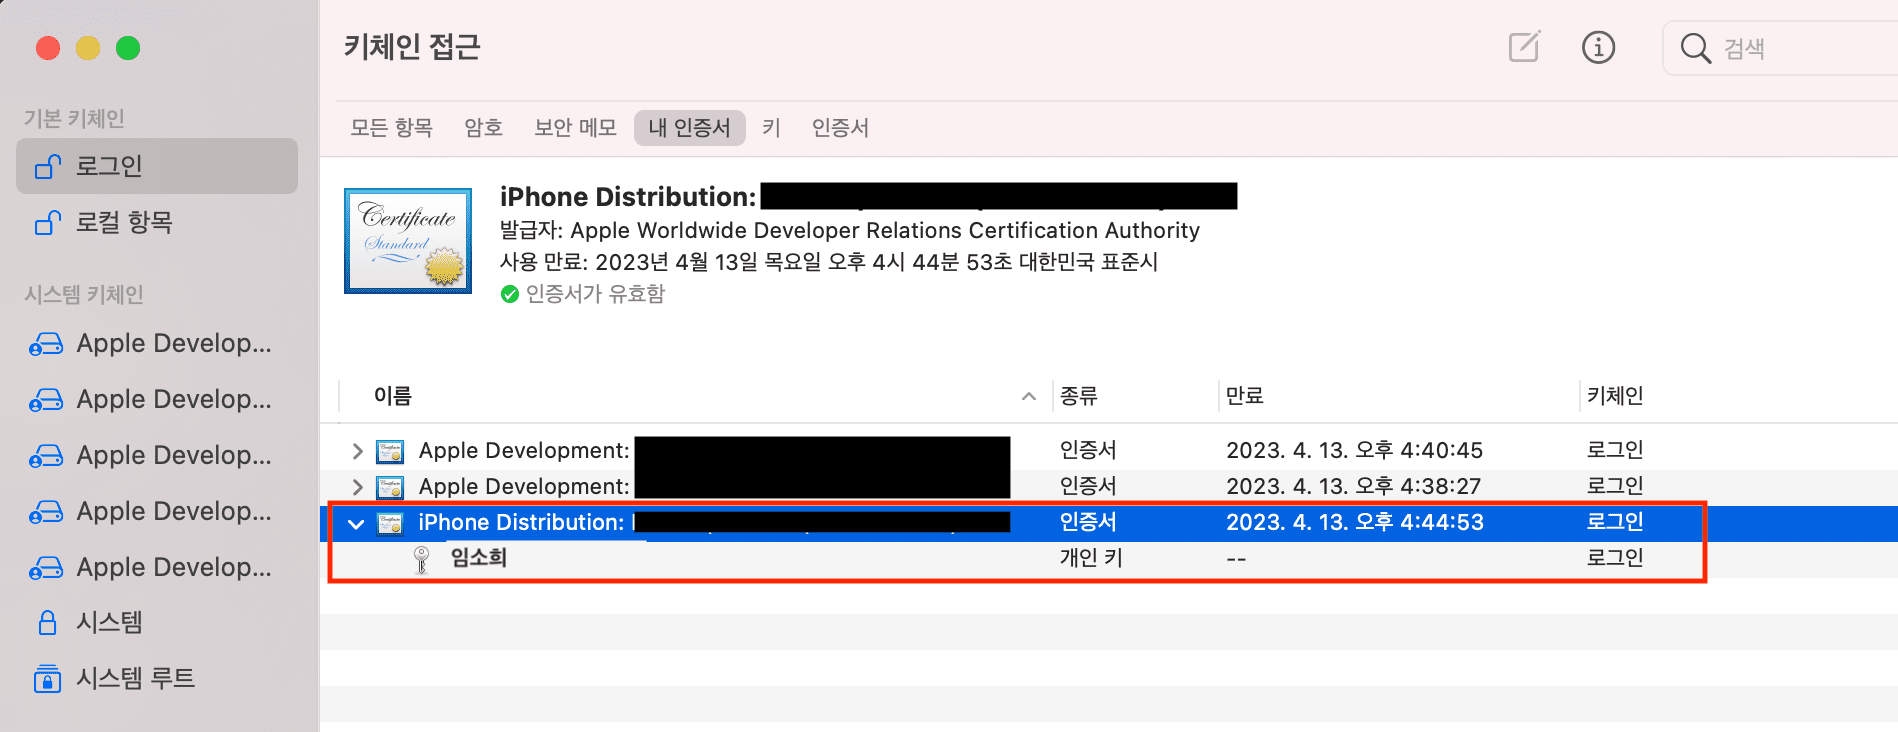 키체인 접근
검색
기본 키체인
로그인
로컬 항목
시스템 키체인
Apple Develop...
Apple Develop...
Apple Develop...
Apple Develop...
Apple Develop...
시스템
시스템 루트
모든 항목 암호 보안 메모 내 인증서 키 인증서
Certificate
Standard
iPhone Distribution:
발급자: Apple Worldwide Developer Relations Certification Authority
사용 만료: 2023년 4월 13일 목요일 오후 4시 44분 53초 대한민국 표준시
인증서가 유효함
이름 종류 만료 키체인
Apple Development: 인증서 2023. 4. 13. 오후 4:40:45 로그인
Apple Development: 인증서 2023. 4. 13. 오후 4:38:27 로그인
iPhone Distribution: 인증서 2023. 4. 13. 오후 4:44:53 로그인
임소희 개인 키 -- 로그인